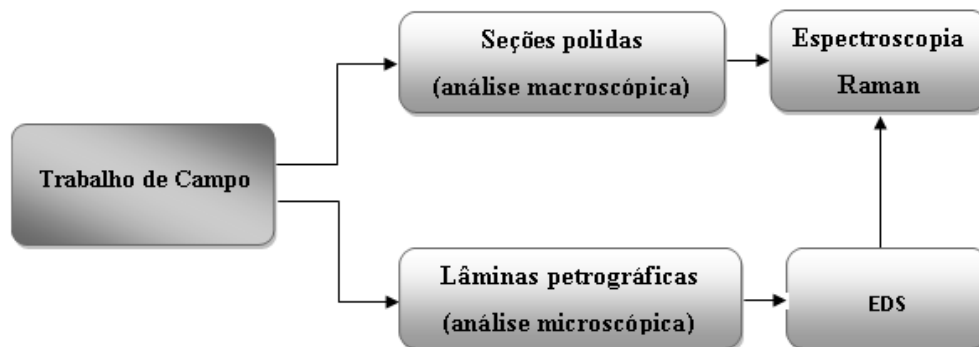 Seções polidas
(análise macroscópica)
Espectroscopia
Raman
Trabalho de Campo
Lâminas petrográficas
(análise microscópica)
EDS